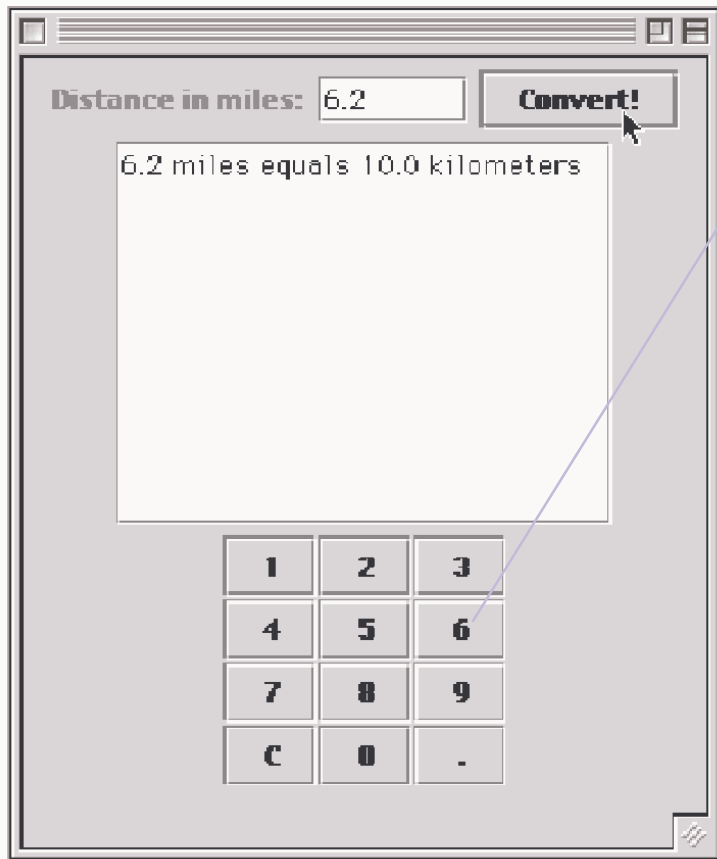 Distance in miles: 6.2 Convert!
6.2 miles equals 10.0 kilometers
1 2 3
4 5 6
7 8 9
C 0 .